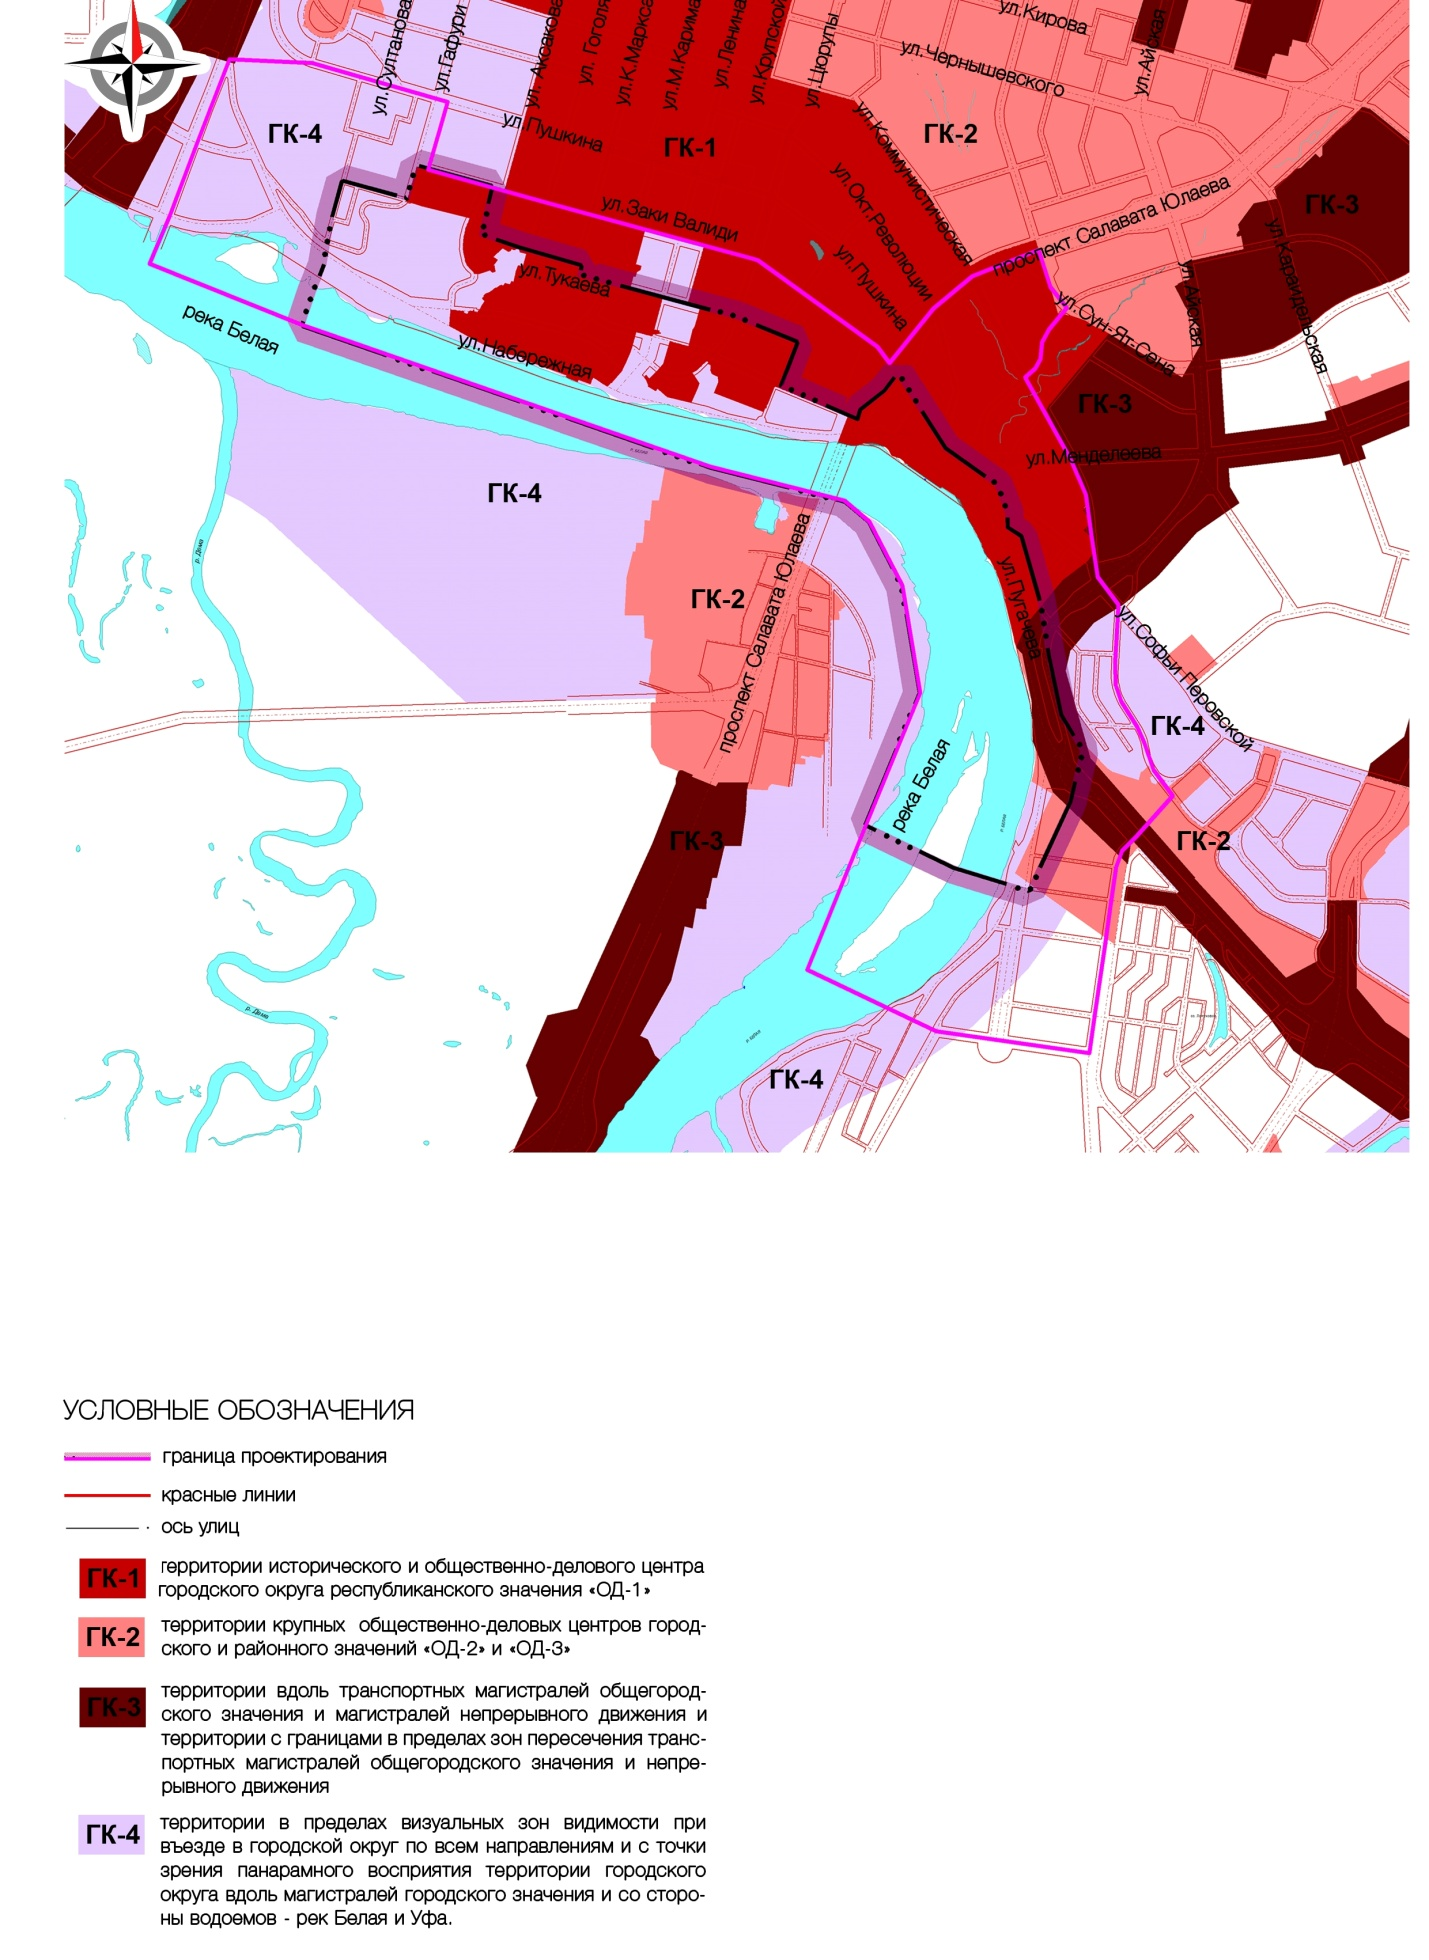 ул.Султанова
ул.Гафури
ул. Аксакова
ул. Гоголя
ул.К.Маркса
ул.М.Карима
ул.Ленина
ул.Крупской
ул.Цюрупы
ул.Кирова
ул.Чернышевского
ул.Айская
ул.Пушкина
ГК-4
ГК-1
ГК-2
ул.Коммунистическая
ул.Окт.Революции
ул.Заки Валиди
проспект Салавата Юлаева
ГК-3
ул.Караидельская
ул.Айская
ул.Пушкина
ул.Тукаева
ул.Сун-Ят-Сена
река Белая
ул.Набережная
ГК-3
ул.Менделеева
р. Белая
ГК-4
р. Дема
проспект Салавата Юлаева
ГК-2
ул.Пугачева
ул.Софьи Перовской
ГК-4
река Белая
р. Белая
ГК-3
ГК-2
р. Дема
р. Белая
ГК-4
УСЛОВНЫЕ ОБОЗНАЧЕНИЯ
граница проектирования
красные линии
ось улиц
ГК-1
территории исторического и общественно-делового центра
городского округа республиканского значения «ОД-1»
ГК-2
территории крупных общественно-деловых центров город-
ского и районного значений «ОД-2» и «ОД-3»
ГК-3
территории вдоль транспортных магистралей общегород-
ского значения и магистралей непрерывного движения и
территории с границами в пределах зон пересечения транс-
портных магистралей общегородского значения и непре-
рывного движения
ГК-4
территории в пределах визуальных зон видимости при
въезде в городской округ по всем направлениям и с точки
зрения панарамного восприятия территории городского
округа вдоль магистралей городского значения и со сторо-
ны водоемов - рек Белая и Уфа.